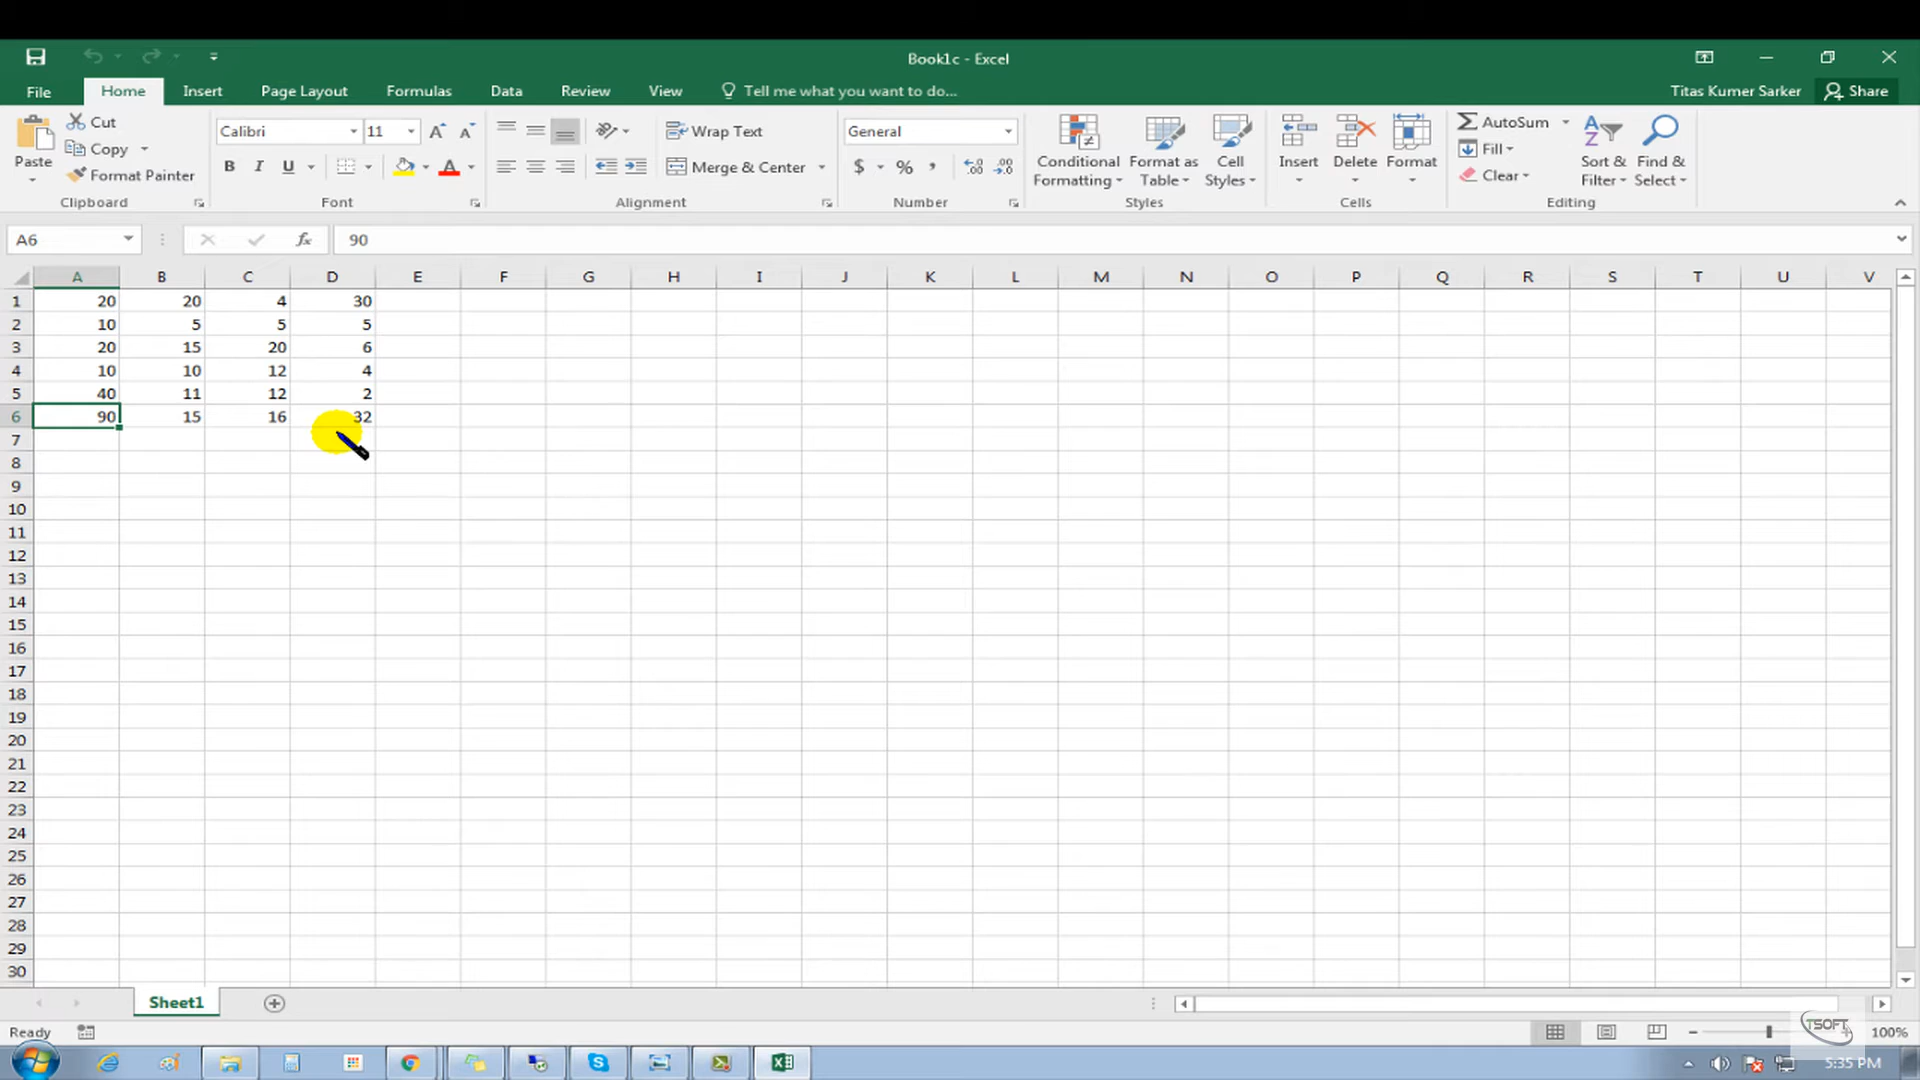 Book1c - Excel
File Home Insert Page Layout Formulas Data Review View Tell me what you want to do... Titas Kumer Sarker Share
Paste Cut Copy Format Painter
Clipboard
Calibri 11
B I U A
Font
Wrap Text
Merge & Center
Alignment
General
$ % ,
Number
Conditional Formatting Format as Table Cell Styles
Styles
Insert Delete Format
Cells
AutoSum
Fill
Clear
Sort & Filter Find & Select
Editing
A6 fx 90
A B C D E F G H I J K L M N O P Q R S T U V
1 20 20 4 30
2 10 5 5 5
3 20 15 20 6
4 10 10 12 4
5 40 11 12 2
6 90 15 16 32
7
8
9
10
11
12
13
14
15
16
17
18
19
20
21
22
23
24
25
26
27
28
29
30
Sheet1
Ready 100%
TSOFT
5:35 PM